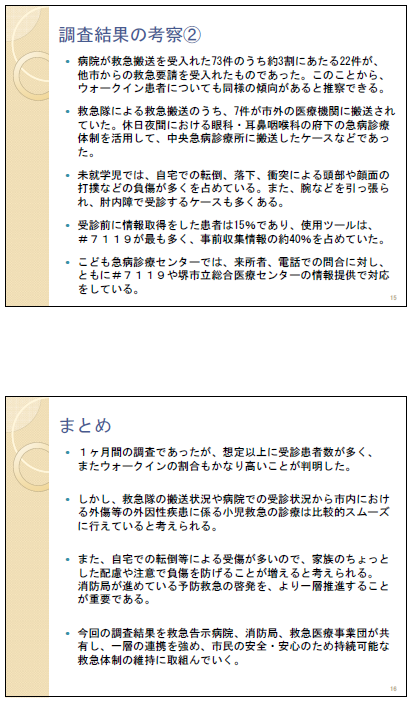 調査結果の考察②
• 病院が救急搬送を受入れた73件のうち約3割にあたる22件が、
他市からの救急要請を受入れたものであった。このことから、
ウォークイン患者についても同様の傾向があると推察できる。
• 救急隊による救急搬送のうち、7件が市外の医療機関に搬送され
ていた。休日夜間における眼科・耳鼻咽喉科の府下の急病診療
体制を活用して、中央急病診療所に搬送したケースなどであっ
た。
• 未就学児では、自宅での転倒、落下、衝突による頭部や顔面の
打撲などの負傷が多くを占めている。また、腕などを引っ張ら
れ、肘内障で受診するケースも多くある。
• 受診前に情報取得をした患者は15%であり、使用ツールは、
＃７１１９が最も多く、事前収集情報の約40%を占めていた。
• こども急病診療センターでは、来所者、電話での問合に対し、
ともに＃７１１９や堺市立総合医療センターの情報提供で対応
をしている。
15
まとめ
• １ヶ月間の調査であったが、想定以上に受診患者数が多く、
またウォークインの割合もかなり高いことが判明した。
• しかし、救急隊の搬送状況や病院での受診状況から市内におけ
る外傷等の外因性疾患に係る小児救急の診療は比較的スムーズ
に行えていると考えられる。
• また、自宅での転倒等による受傷が多いので、家族のちょっと
した配慮や注意で負傷を防げることが増えると考えられる。
消防局が進めている予防救急の啓発を、より一層推進すること
が重要である。
• 今回の調査結果を救急告示病院、消防局、救急医療事業団が共
有し、一層の連携を強め、市民の安全・安心のため持続可能な
救急体制の維持に取組んでいく。
16